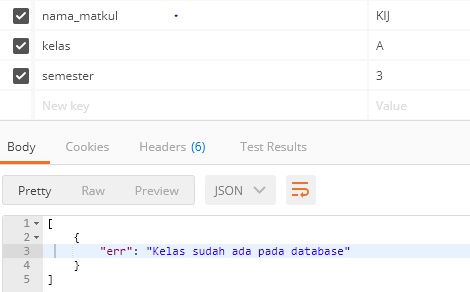 nama_matkul KIJ
kelas A
semester 3
New key Value
Body Cookies Headers (6) Test Results
Pretty Raw Preview JSON
1 [
2 {
3 "err": "Kelas sudah ada pada database"
4 }
5 ]